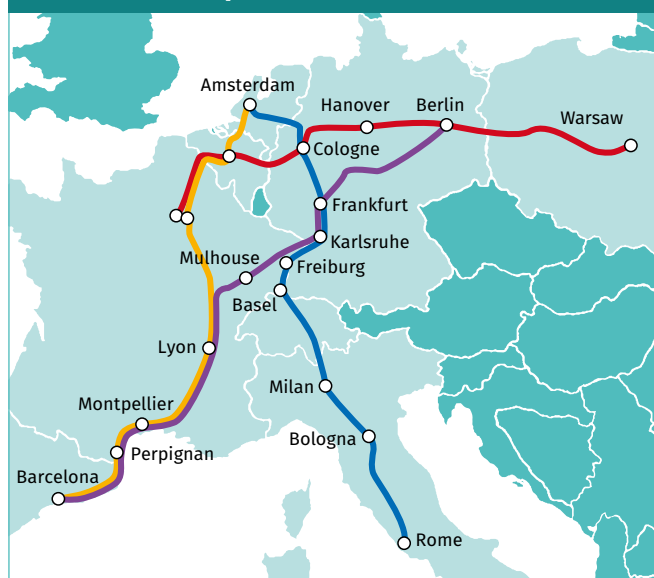 Amsterdam
Hanover
Berlin
Warsaw
Cologne
Frankfurt
Karlsruhe
Mulhouse
Freiburg
Basel
Lyon
Milan
Montpellier
Bologna
Perpignan
Barcelona
Rome